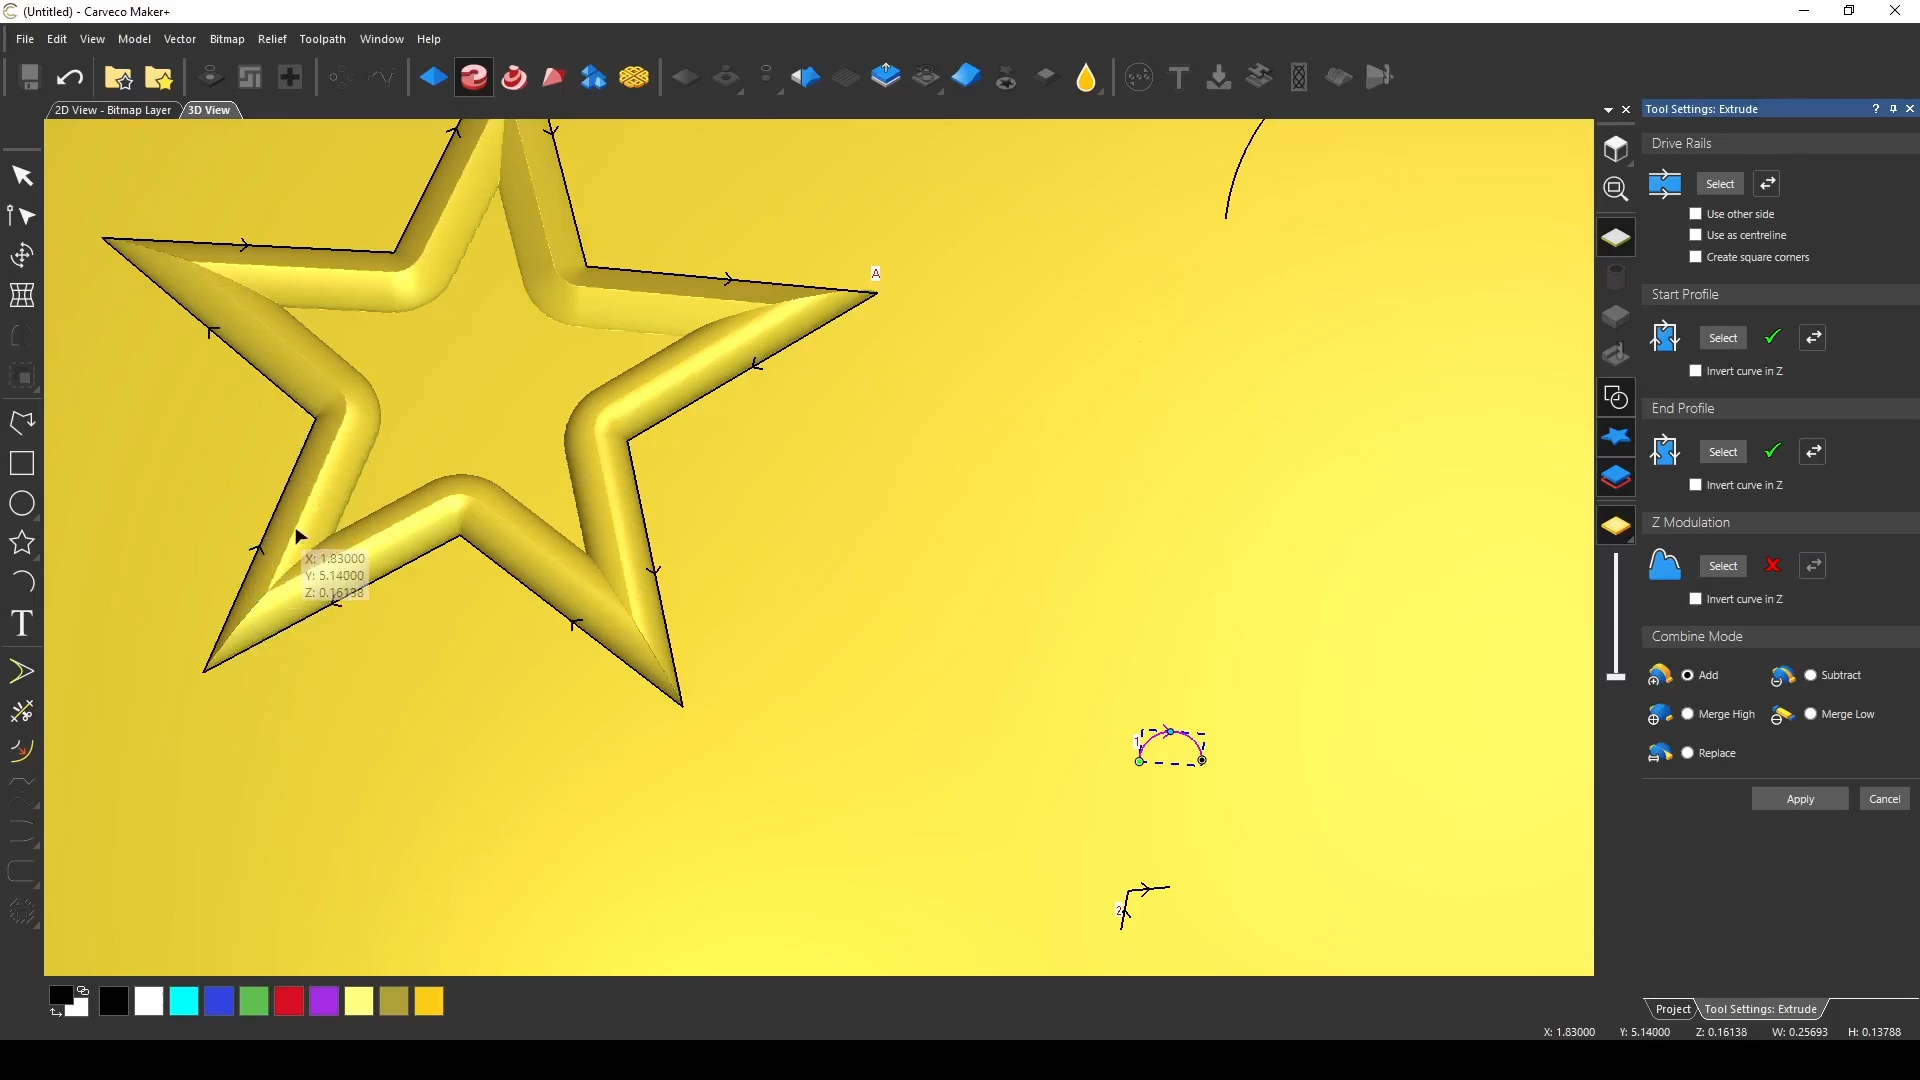 (Untitled) - Carveco Maker+
File Edit View Model Vector Bitmap Relief Toolpath Window Help
2D View - Bitmap Layer 3D View
Tool Settings: Extrude
Drive Rails
Select
Use other side
Use as centreline
Create square corners
Start Profile
Select
Invert curve in Z
End Profile
Select
Invert curve in Z
Z Modulation
Select
Invert curve in Z
Combine Mode
Add Subtract
Merge High Merge Low
Replace
Apply Cancel
A
X: 1.83000
Y: 5.14000
Z: 0.16138
1
2
T
Project Tool Settings: Extrude
X: 1.83000 Y: 5.14000 Z: 0.16138 W: 0.25693 H: 0.13788